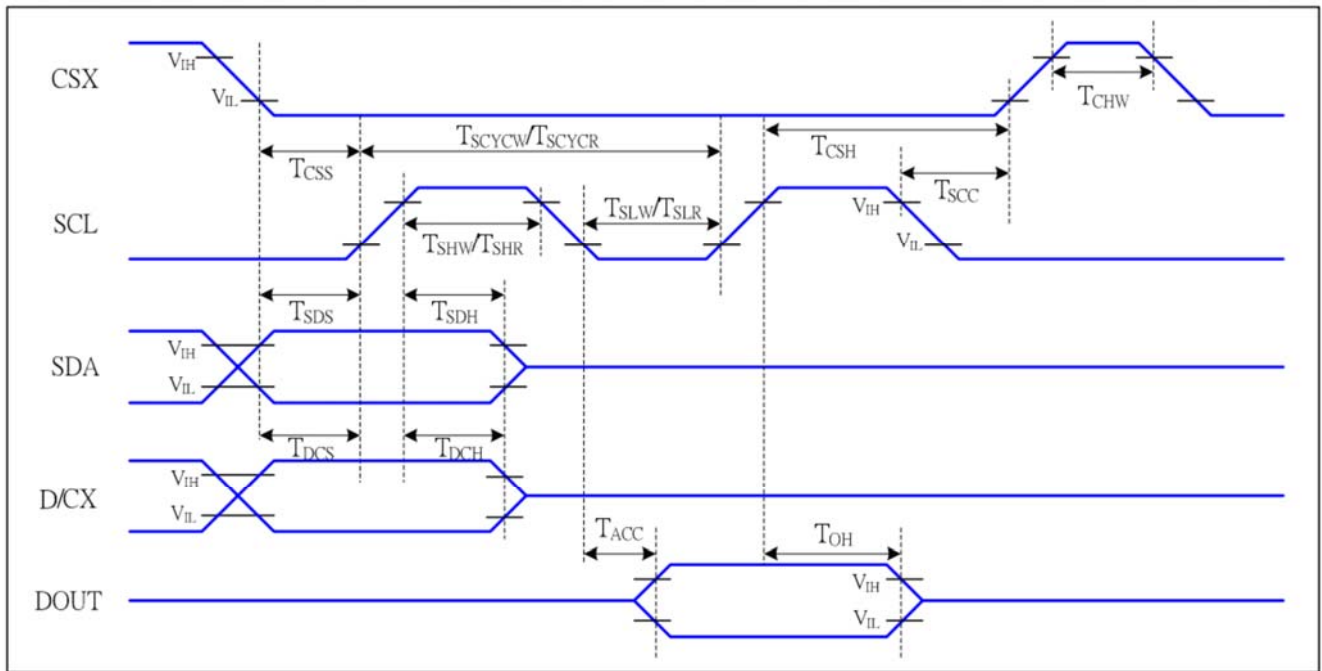 CSX
VIH
VIL
TCHW
TSCYCW/TSCYCR
TCSS
TCSH
TSCC
SCL
TSHW/TSHR
TSLW/TSLR
VIH
VIL
TSDS
TSDH
SDA
VIH
VIL
TDCS
TDCH
D/CX
VIH
VIL
TACC
TOH
DOUT
VIH
VIL